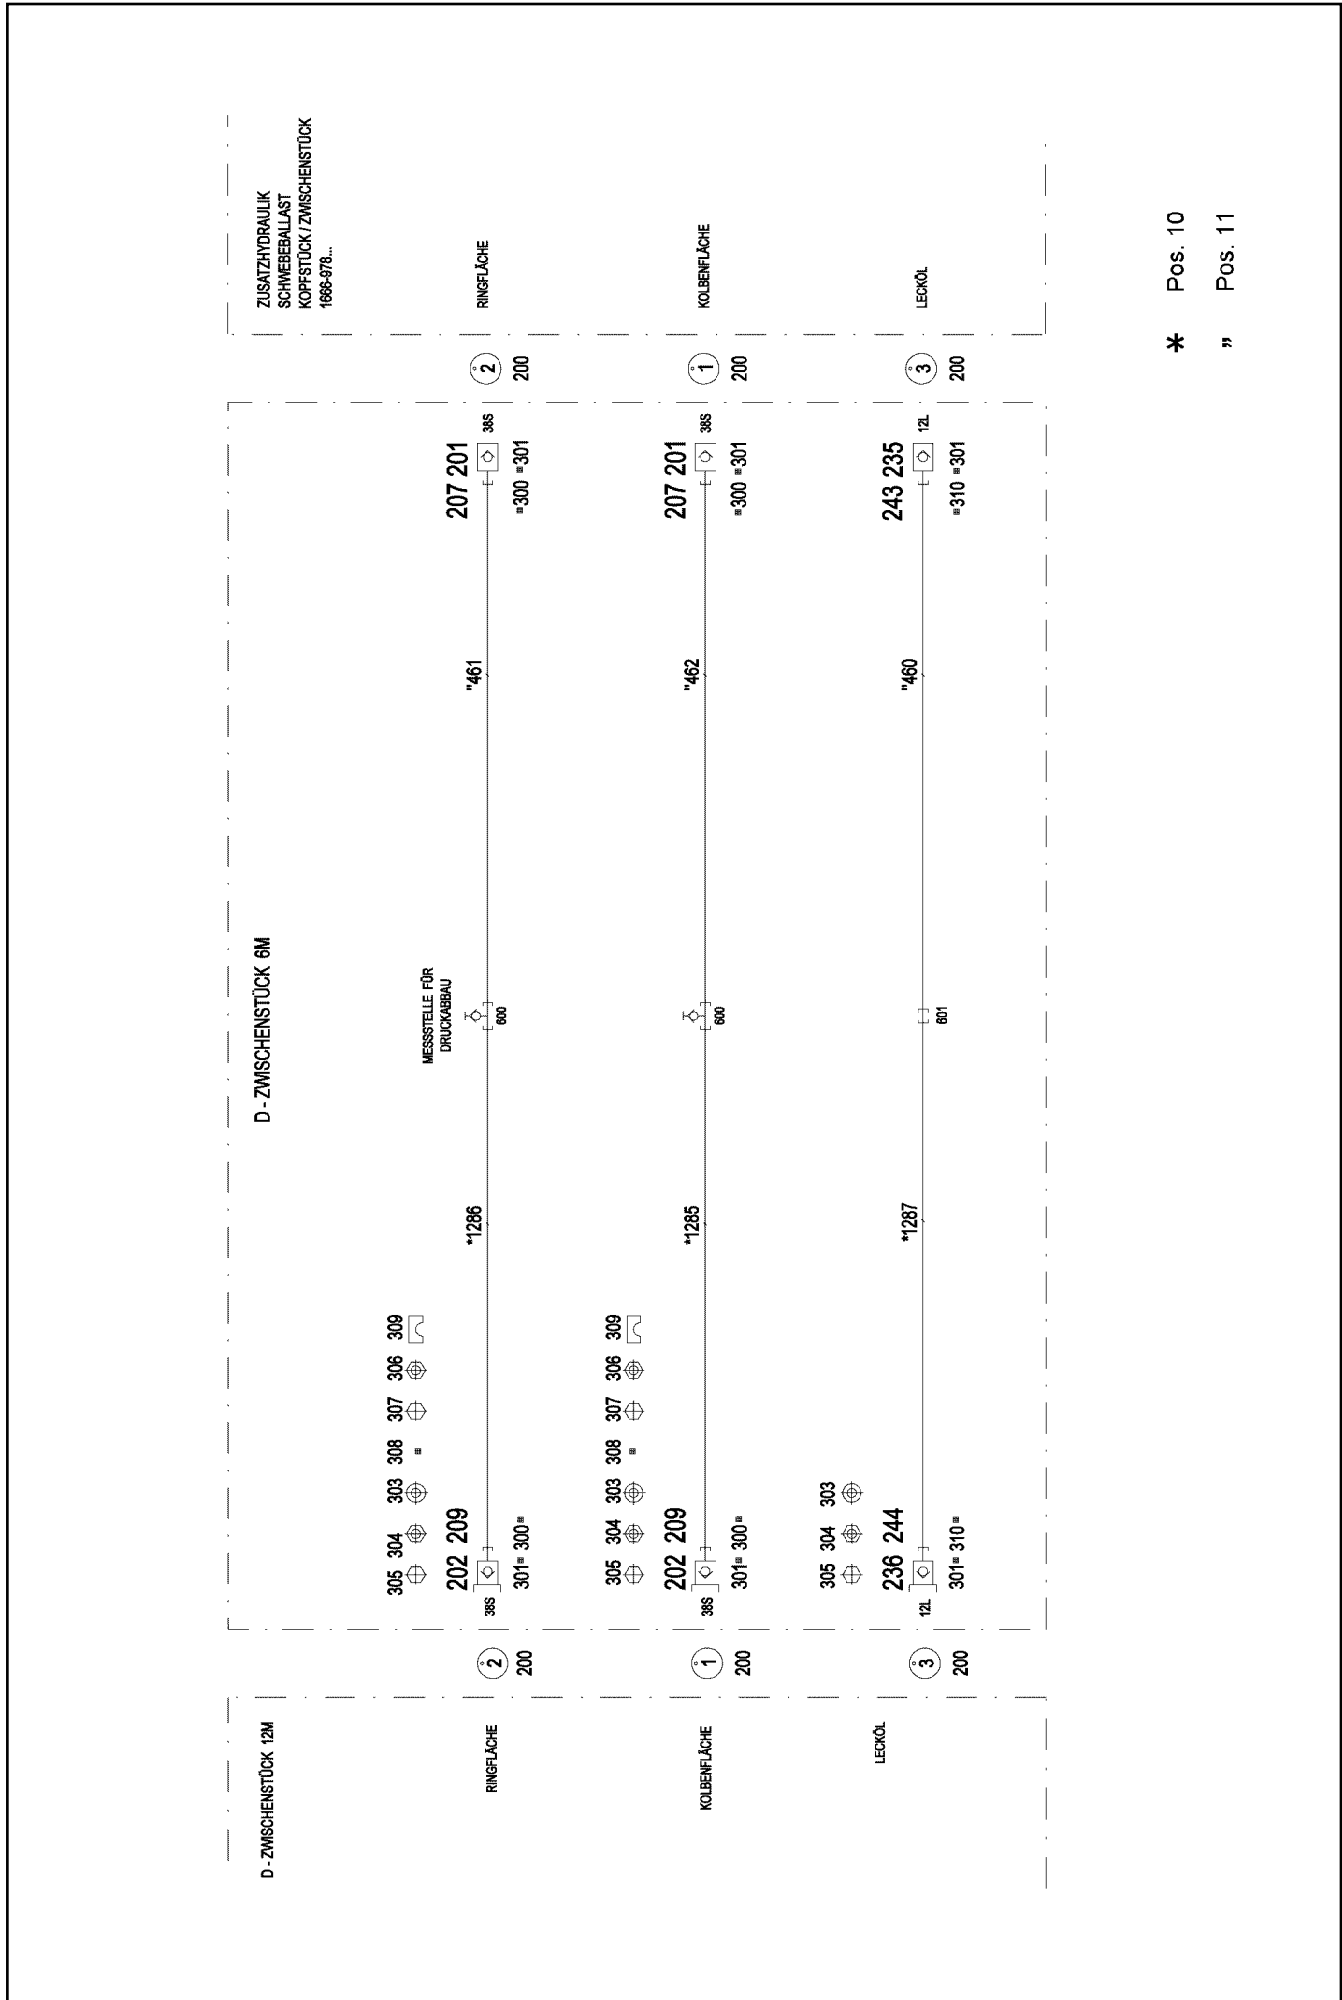 D - ZWISCHENSTÜCK 12M
RINGFLÄCHE
KOLBENFLÄCHE
LECKÖL
2
200
1
200
3
200
D - ZWISCHENSTÜCK 6M
305 304 303 308 307 306 309
202 209
38S
301 300
*1286
MESSSTELLE FÜR
DRUCKABBAU
600
"461
207 201
38S
300 301
305 304 303 308 307 306 309
202 209
38S
301 300
*1285
600
"462
207 201
38S
300 301
305 304 303
236 244
12L
301 310
*1287
601
"460
243 235
12L
310 301
2
200
1
200
3
200
ZUSATZHYDRAULIK
SCHWEBEBALLAST
KOPFSTÜCK / ZWISCHENSTÜCK
1666-978...
RINGFLÄCHE
KOLBENFLÄCHE
LECKÖL
* Pos. 10
" Pos. 11